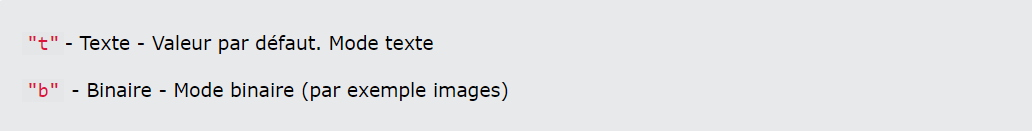 "t" - Texte - Valeur par défaut. Mode texte
"b" - Binaire - Mode binaire (par exemple images)